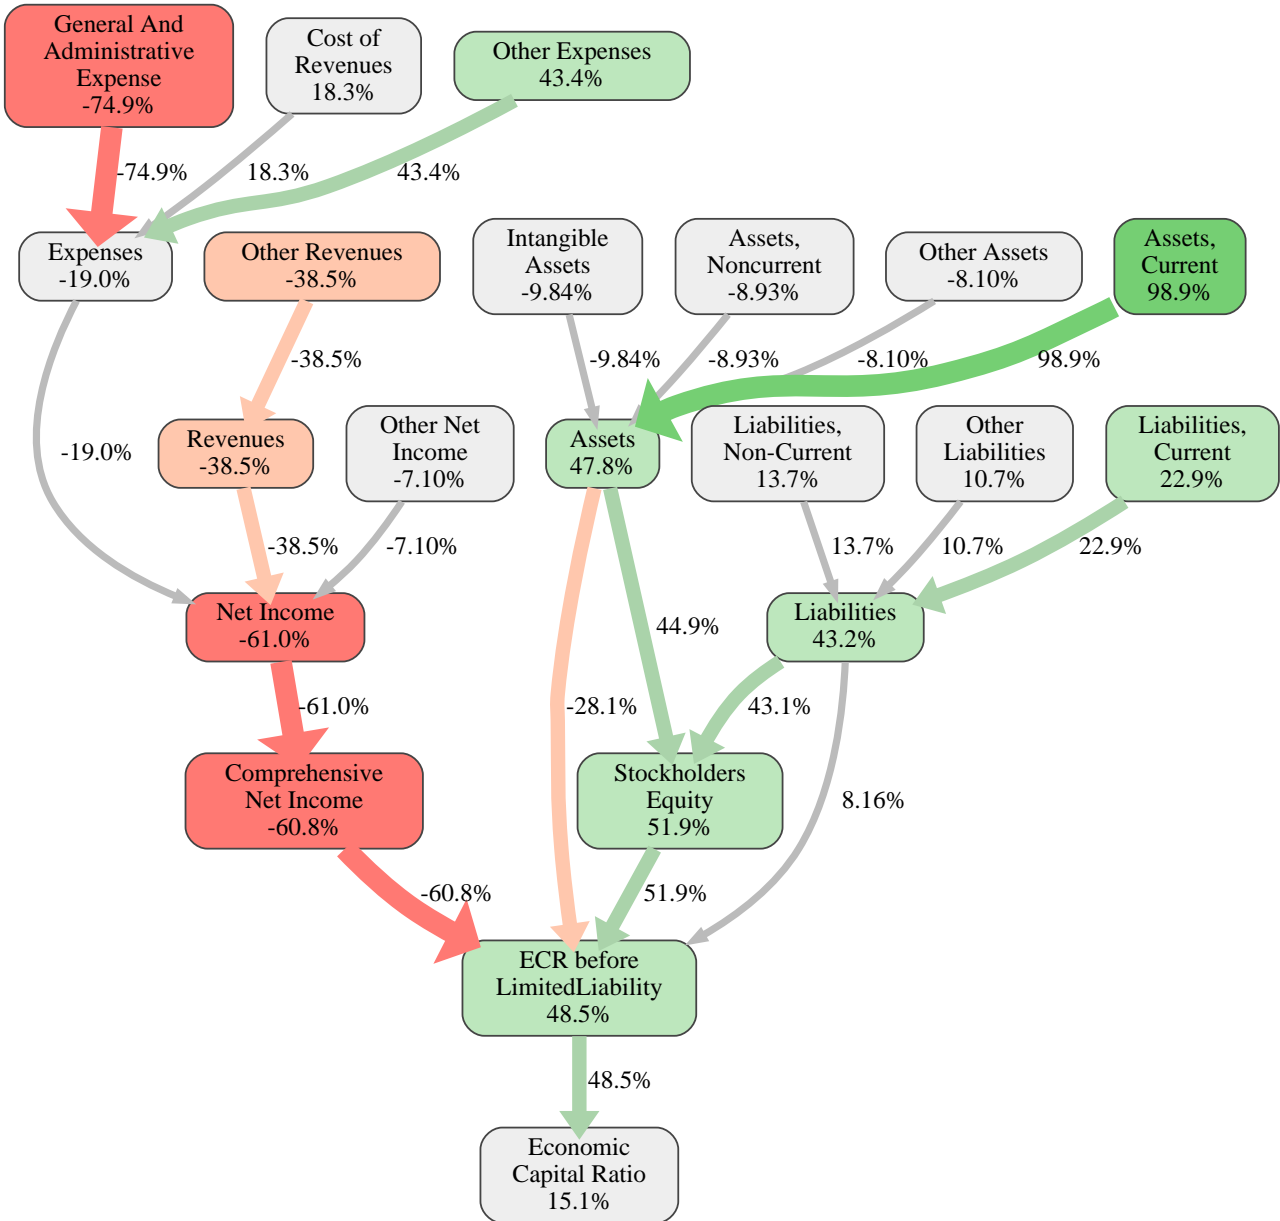 General And
Administrative
Expense
-74.9%
Cost of
Revenues
18.3%
Other Expenses
43.4%
-74.9%
18.3%
43.4%
Expenses
-19.0%
Other Revenues
-38.5%
Intangible
Assets
-9.84%
Assets,
Noncurrent
-8.93%
Other Assets
-8.10%
Assets,
Current
98.9%
-38.5%
-9.84%
-8.93%
-8.10%
98.9%
-19.0%
Revenues
-38.5%
Other Net
Income
-7.10%
Assets
47.8%
Liabilities,
Non-Current
13.7%
Other
Liabilities
10.7%
Liabilities,
Current
22.9%
-38.5%
-7.10%
13.7%
10.7%
22.9%
Net Income
-61.0%
44.9%
Liabilities
43.2%
-61.0%
-28.1%
43.1%
Comprehensive
Net Income
-60.8%
Stockholders
Equity
51.9%
8.16%
-60.8%
51.9%
ECR before
LimitedLiability
48.5%
48.5%
Economic
Capital Ratio
15.1%